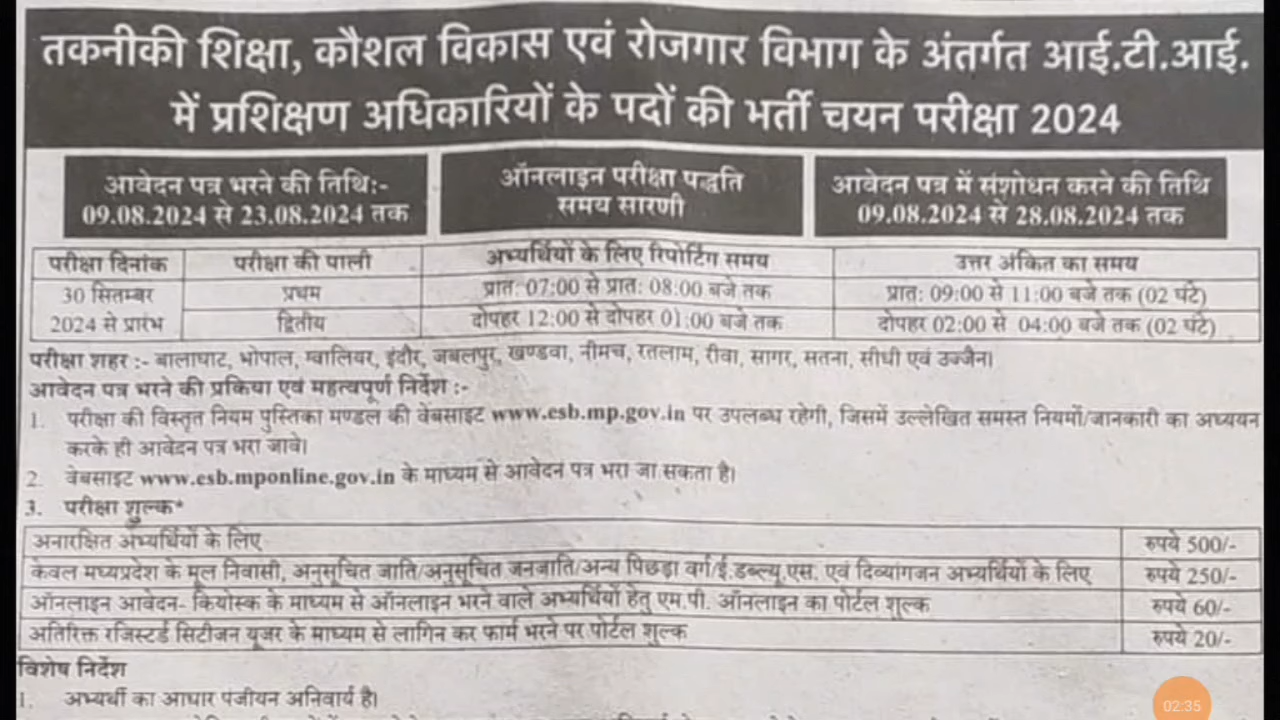 तकनीकी शिक्षा, कौशल विकास एवं रोजगार विभाग के अंतर्गत आई.टी.आई.
में प्रशिक्षण अधिकारियों के पदों की भर्ती चयन परीक्षा 2024
आवेदन पत्र भरने की तिथि:-
09.08.2024 से 23.08.2024 तक
ऑनलाइन परीक्षा पद्धति
समय सारणी
आवेदन पत्र में संशोधन करने की तिथि
09.08.2024 से 28.08.2024 तक
परीक्षा दिनांक परीक्षा की पाली अभ्यर्थियों के लिए रिपोर्टिंग समय उत्तर अंकित का समय
30 सितम्बर प्रथम प्रात: 07:00 से प्रात: 08:00 बजे तक प्रात: 09:00 से 11:00 बजे तक (02 घंटे)
2024 से प्रारंभ द्वितीय दोपहर 12:00 से दोपहर 01:00 बजे तक दोपहर 02:00 से 04:00 बजे तक (02 घंटे)
परीक्षा शहर :- बालाघाट, भोपाल, ग्वालियर, इंदौर, जबलपुर, खण्डवा, नीमच, रतलाम, रीवा, सागर, सतना, सीधी एवं उज्जैन।
आवेदन पत्र भरने की प्रकिया एवं महत्वपूर्ण निर्देश :-
1. परीक्षा की विस्तृत नियम पुस्तिका मण्डल की वेबसाइट www.esb.mp.gov.in पर उपलब्ध रहेगी, जिसमें उल्लेखित समस्त नियमों/जानकारी का अध्ययन
करके ही आवेदन पत्र भरा जावे।
2. वेबसाइट www.esb.mponline.gov.in के माध्यम से आवेदन पत्र भरा जा सकता है।
3. परीक्षा शुल्क*
अनारक्षित अभ्यर्थियों के लिए रुपये 500/-
केवल मध्यप्रदेश के मूल निवासी, अनुसूचित जाति/अनुसूचित जनजाति/अन्य पिछड़ा वर्ग/ई.डब्ल्यू.एस. एवं दिव्यांगजन अभ्यर्थियों के लिए रुपये 250/-
ऑनलाइन आवेदन- कियोस्क के माध्यम से ऑनलाइन भरने वाले अभ्यर्थियों हेतु एम.पी. ऑनलाइन का पोर्टल शुल्क रुपये 60/-
अतिरिक्त रजिस्टर्ड सिटीजन यूजर के माध्यम से लागिन कर फार्म भरने पर पोर्टल शुल्क रुपये 20/-
विशेष निर्देश
1. अभ्यर्थी का आधार पंजीयन अनिवार्य है।
02:35